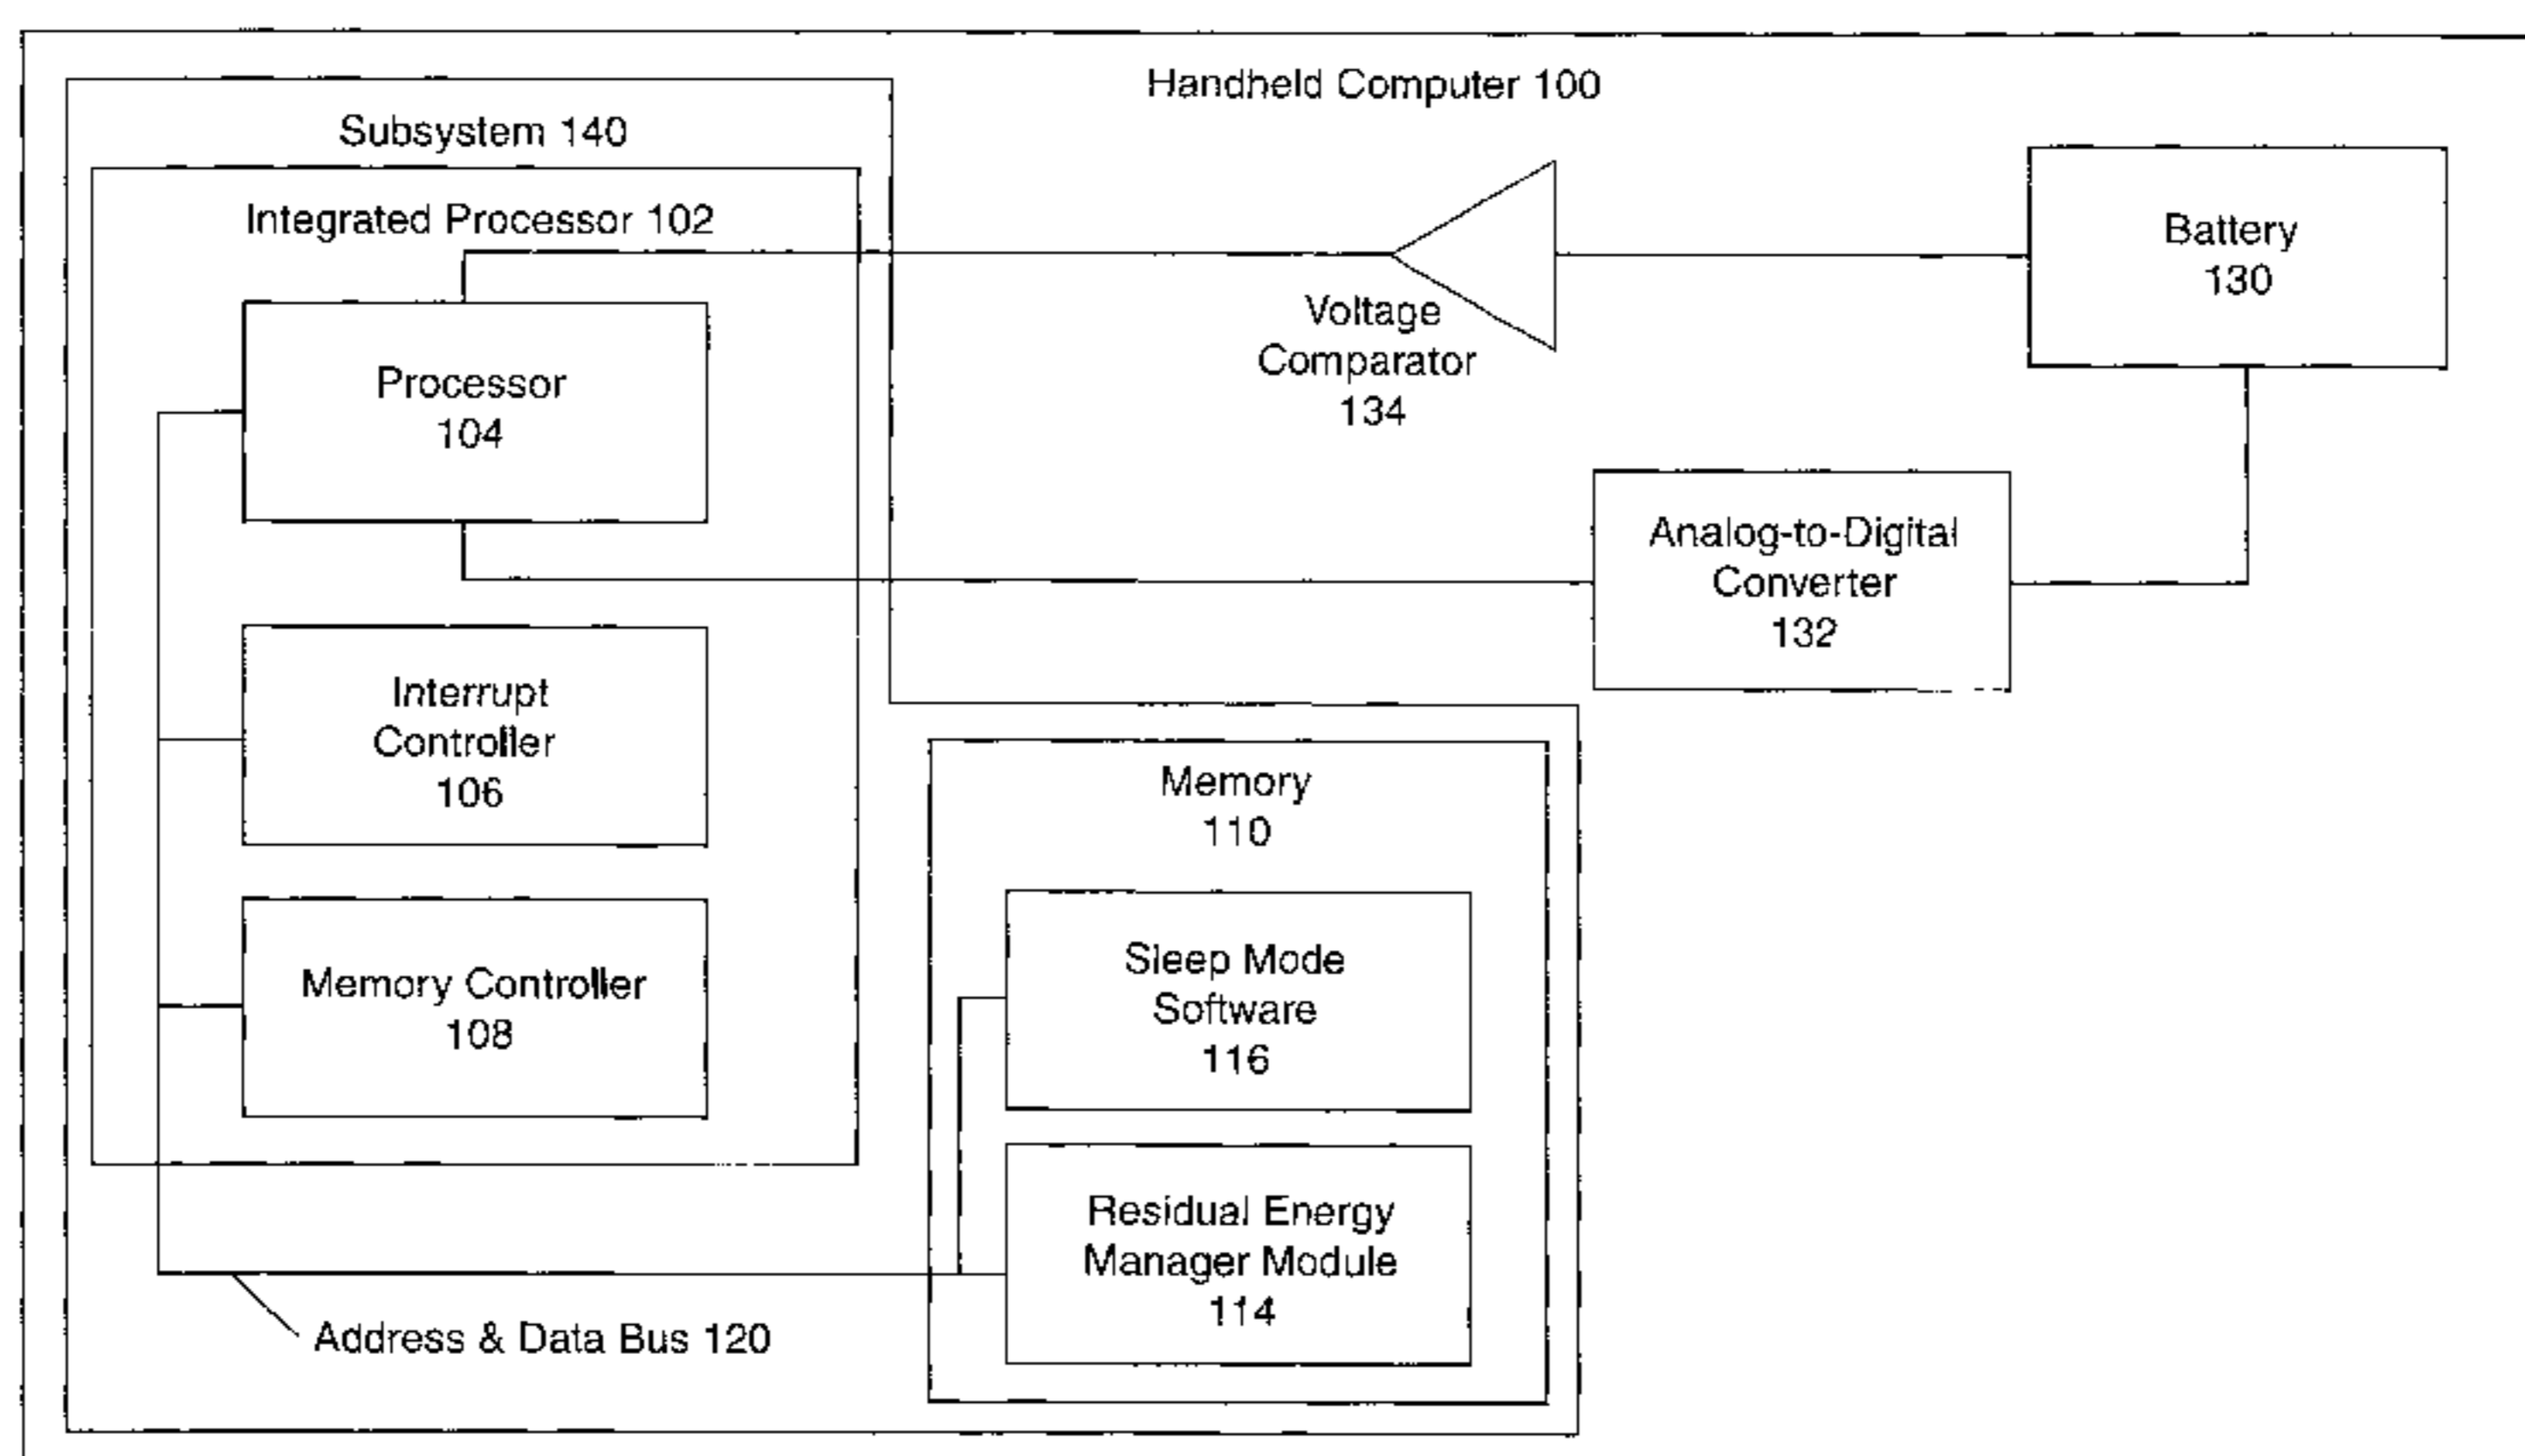 Handheld Computer 100
Subsystem 140
Integrated Processor 102
Battery
130
Voltage
Comparator
134
Processor
104
Analog-to-Digital
Converter
132
Interrupt
Controller
106
Memory
110
Memory Controller
108
Sleep Mode
Software
116
Residual Energy
Manager Module
114
Address & Data Bus 120